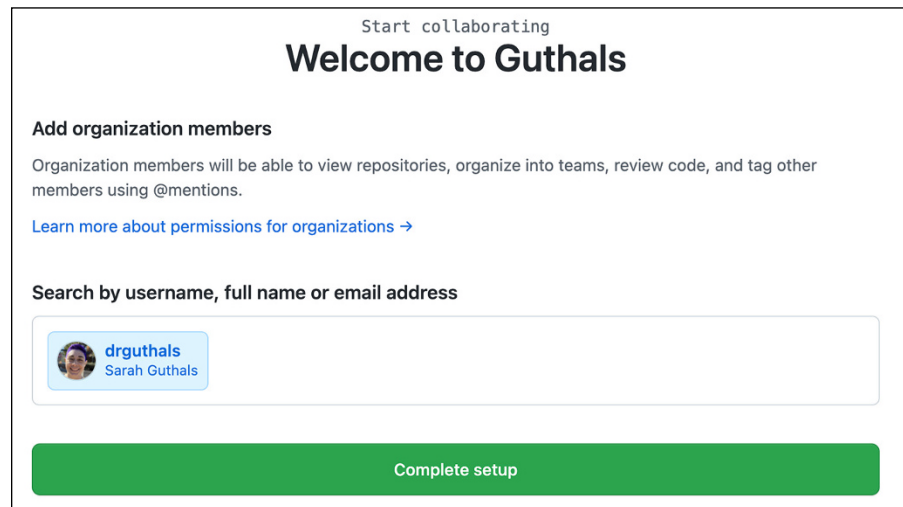 Start collaborating
Welcome to Guthals
Add organization members
Organization members will be able to view repositories, organize into teams, review code, and tag other
members using @mentions.
Learn more about permissions for organizations →
Search by username, full name or email address
drguthals
Sarah Guthals
Complete setup